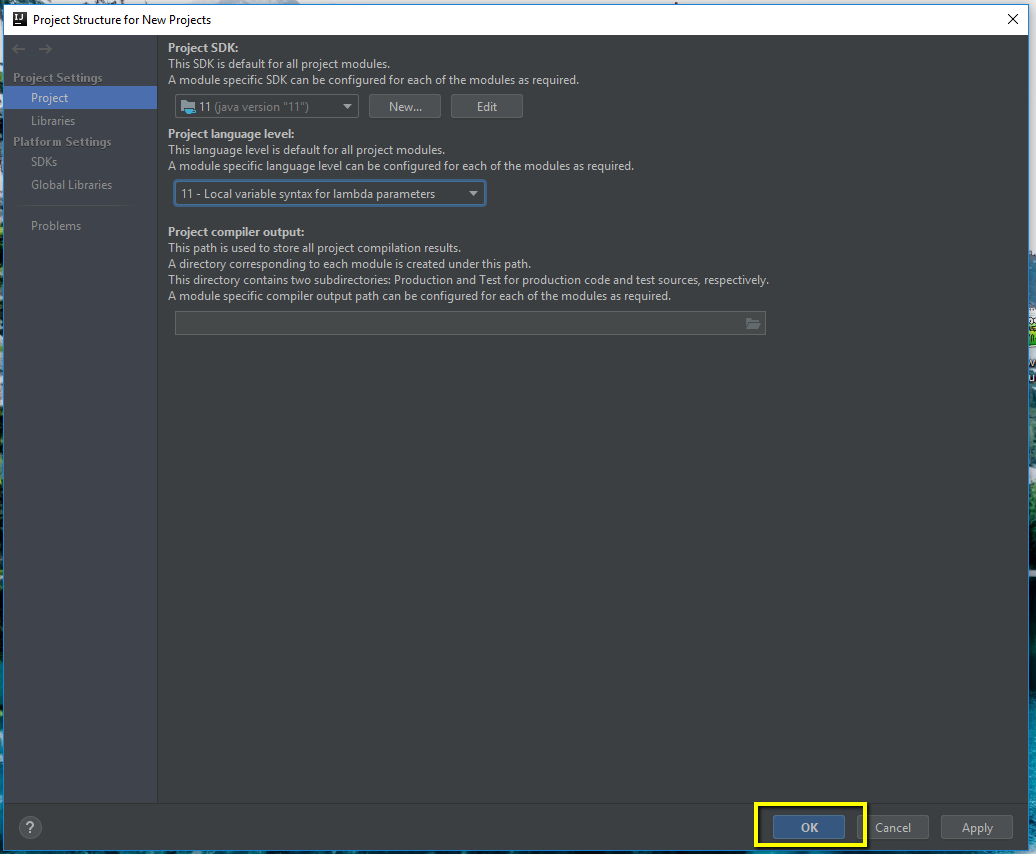 Project Structure for New Projects
Project Settings
Project
Libraries
Platform Settings
SDKs
Global Libraries
Problems
Project SDK:
This SDK is default for all project modules.
A module specific SDK can be configured for each of the modules as required.
11 (java version "11")
New...
Edit
Project language level:
This language level is default for all project modules.
A module specific language level can be configured for each of the modules as required.
11 - Local variable syntax for lambda parameters
Project compiler output:
This path is used to store all project compilation results.
A directory corresponding to each module is created under this path.
This directory contains two subdirectories: Production and Test for production code and test sources, respectively.
A module specific compiler output path can be configured for each of the modules as required.
?
OK
Cancel
Apply